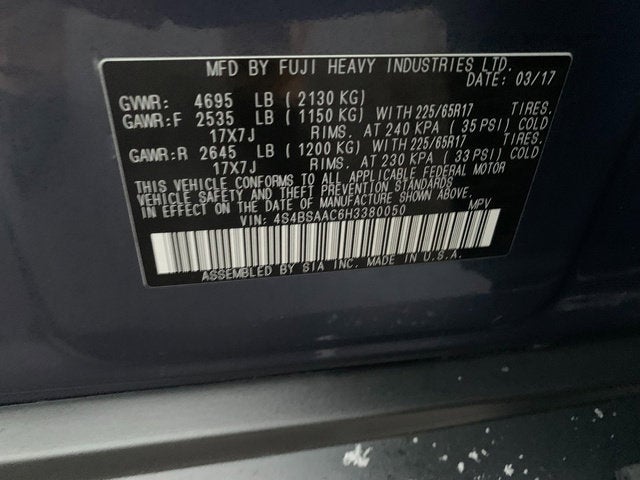 MFD BY FUJI HEAVY INDUSTRIES LTD.
DATE: 03/17
GVWR: 4695 LB (2130 KG)
GAWR:F 2535 LB (1150 KG) WITH 225/65R17 TIRES.
17X7J RIMS. AT 240 KPA (35 PSI) COLD
GAWR:R 2645 LB (1200 KG) WITH 225/65R17 TIRES.
17X7J RIMS. AT 230 KPA (33 PSI) COLD
THIS VEHICLE CONFORMS TO ALL APPLICABLE FEDERAL MOTOR
VEHICLE SAFETY AND THEFT PREVENTION STANDARDS
IN EFFECT ON THE DATE OF MANUFACTURE SHOWN ABOVE.
VIN: 4S4BSAAC6H3380050 MPV
ASSEMBLED BY SIA INC. MADE IN U.S.A.